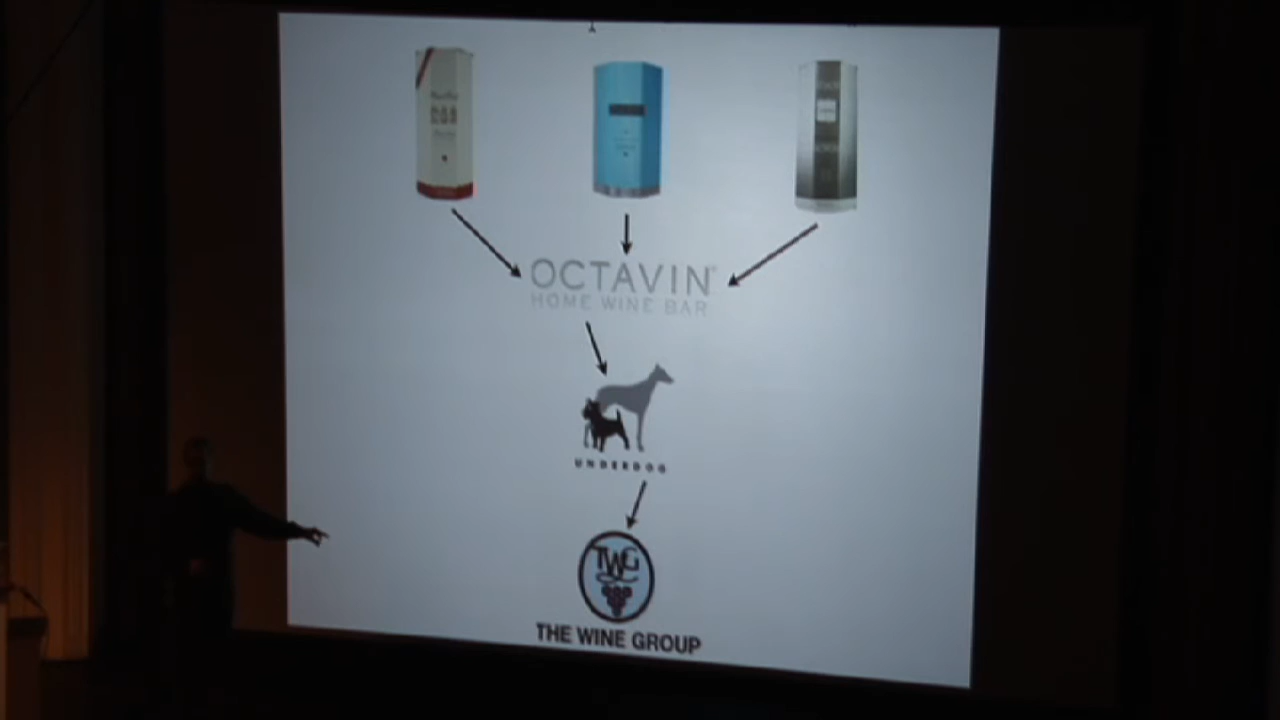 OCTAVIN
HOME WINE BAR
UNDERDOG
TWG
THE WINE GROUP